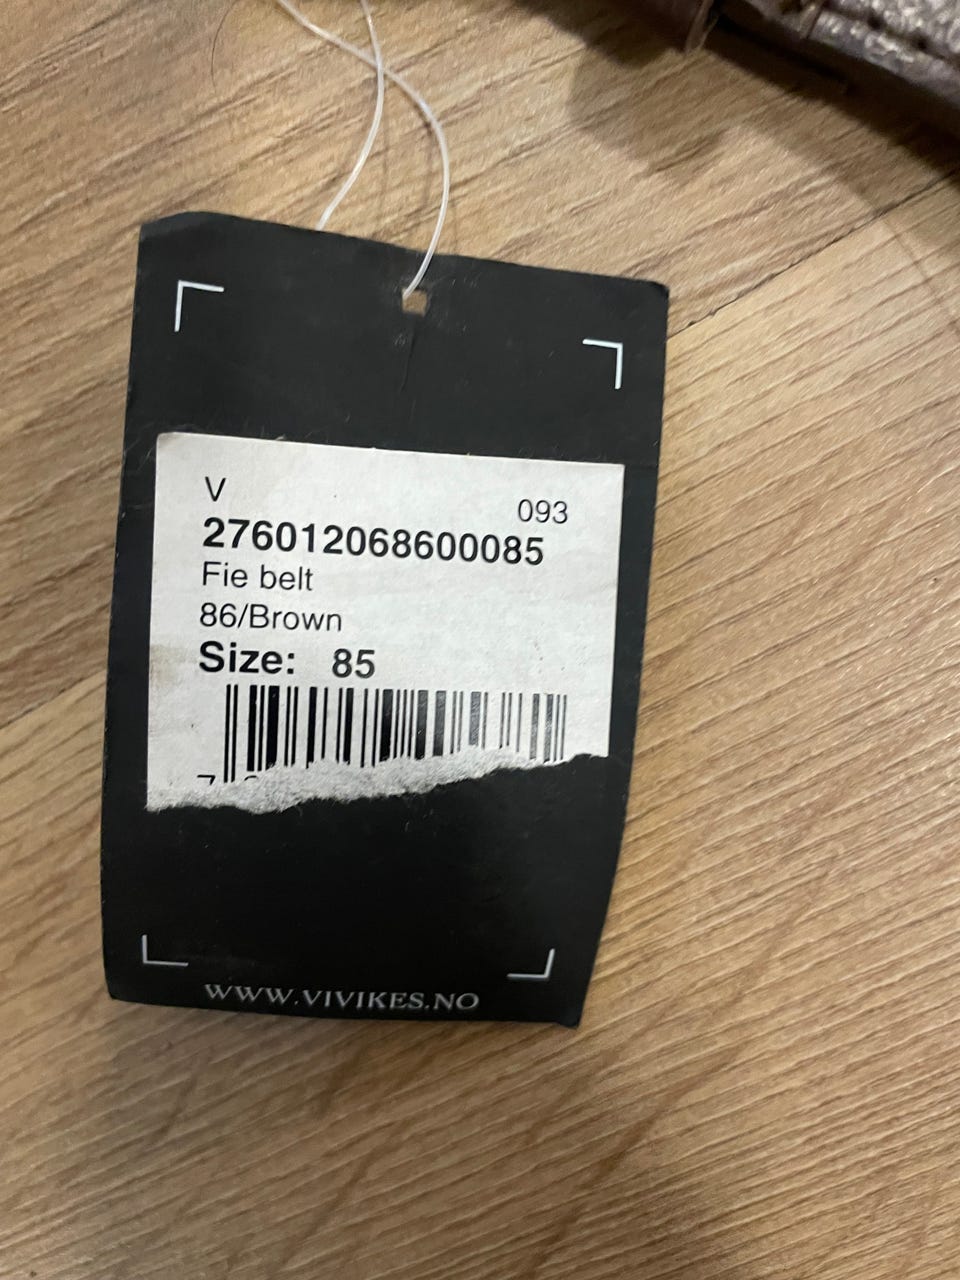 V
093
276012068600085
Fie belt
86/Brown
Size: 85
WWW.VIVIKES.NO